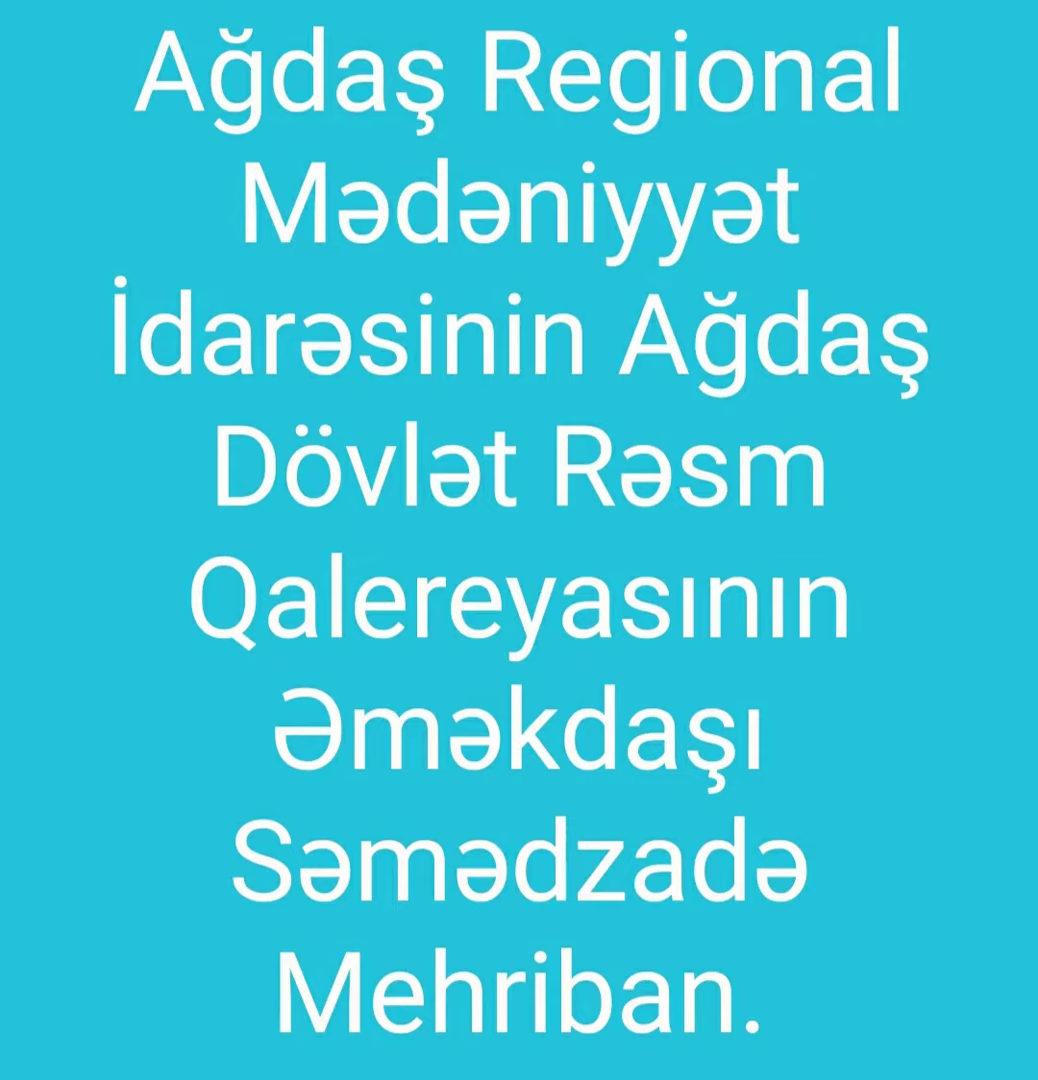 Ağdaş Regional
Mədəniyyət
İdarəsinin Ağdaş
Dövlət Rəsm
Qalereyasının
Əməkdaşı
Səmədzadə
Mehriban.